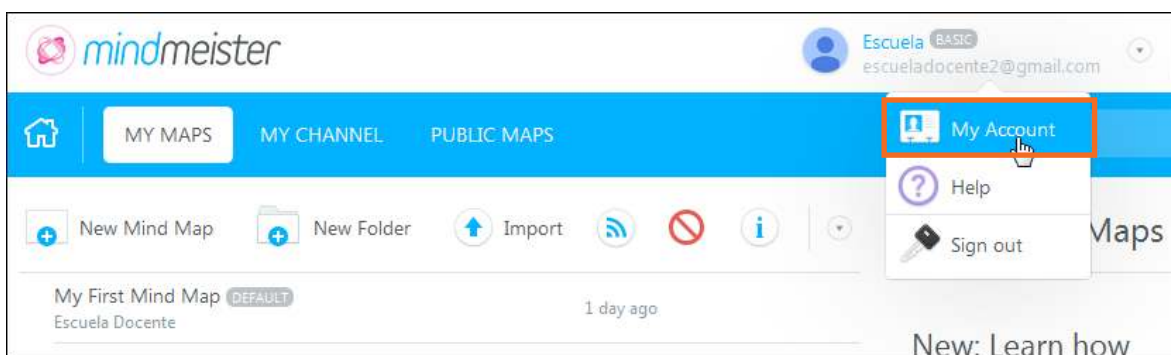 mindmeister
Escuela BASIC
escueladocente2@gmail.com
MY MAPS MY CHANNEL PUBLIC MAPS
My Account
Help
Sign out
New Mind Map New Folder Import i
Maps
My First Mind Map DEFAULT
Escuela Docente
1 day ago
New: Learn how